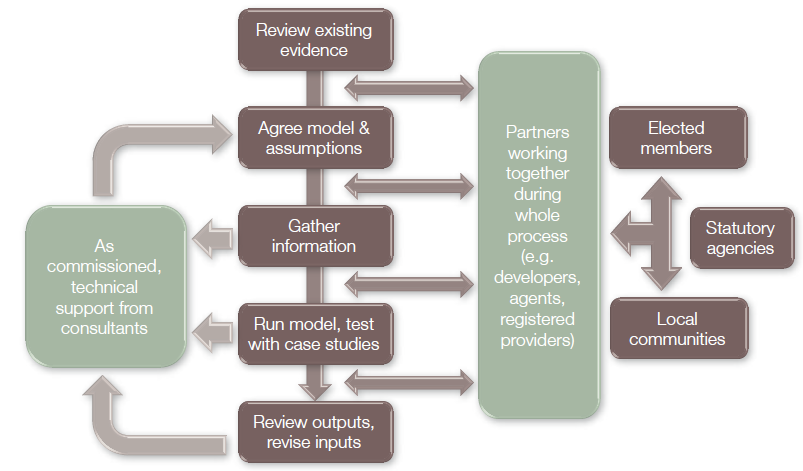 Review existing
evidence
Agree model &
assumptions
Gather
information
Run model, test
with case studies
Review outputs,
revise inputs
As
commissioned,
technical
support from
consultants
Partners
working
together
during
whole
process
(e.g.
developers,
agents,
registered
providers)
Elected
members
Statutory
agencies
Local
communities